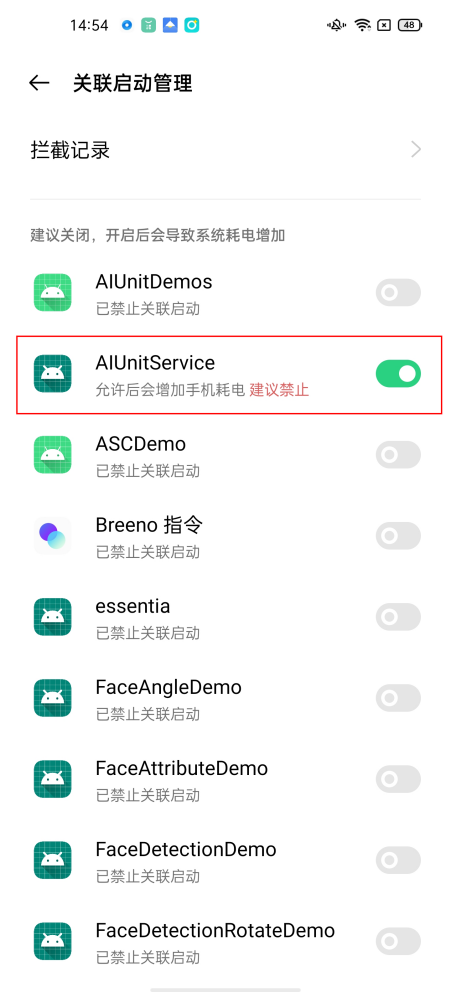 14:54
48
关联启动管理
拦截记录
建议关闭，开启后会导致系统耗电增加
AIUnitDemos
已禁止关联启动
AIUnitService
允许后会增加手机耗电 建议禁止
ASCDemo
已禁止关联启动
Breeno 指令
已禁止关联启动
essentia
已禁止关联启动
FaceAngleDemo
已禁止关联启动
FaceAttributeDemo
已禁止关联启动
FaceDetectionDemo
已禁止关联启动
FaceDetectionRotateDemo
已禁止关联启动